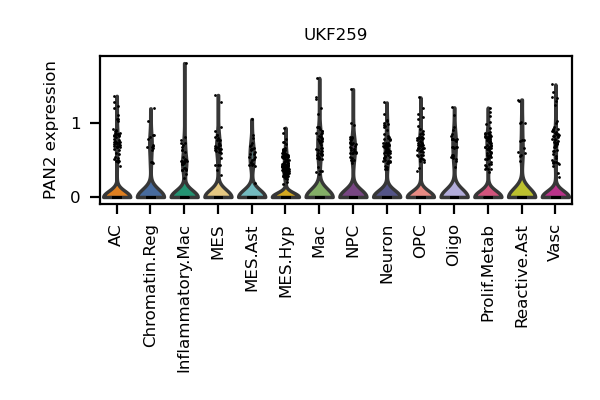 UKF259
PAN2 expression
1
0
AC
Chromatin.Reg
Inflammatory.Mac
MES
MES.Ast
MES.Hyp
Mac
NPC
Neuron
OPC
Oligo
Prolif.Metab
Reactive.Ast
Vasc